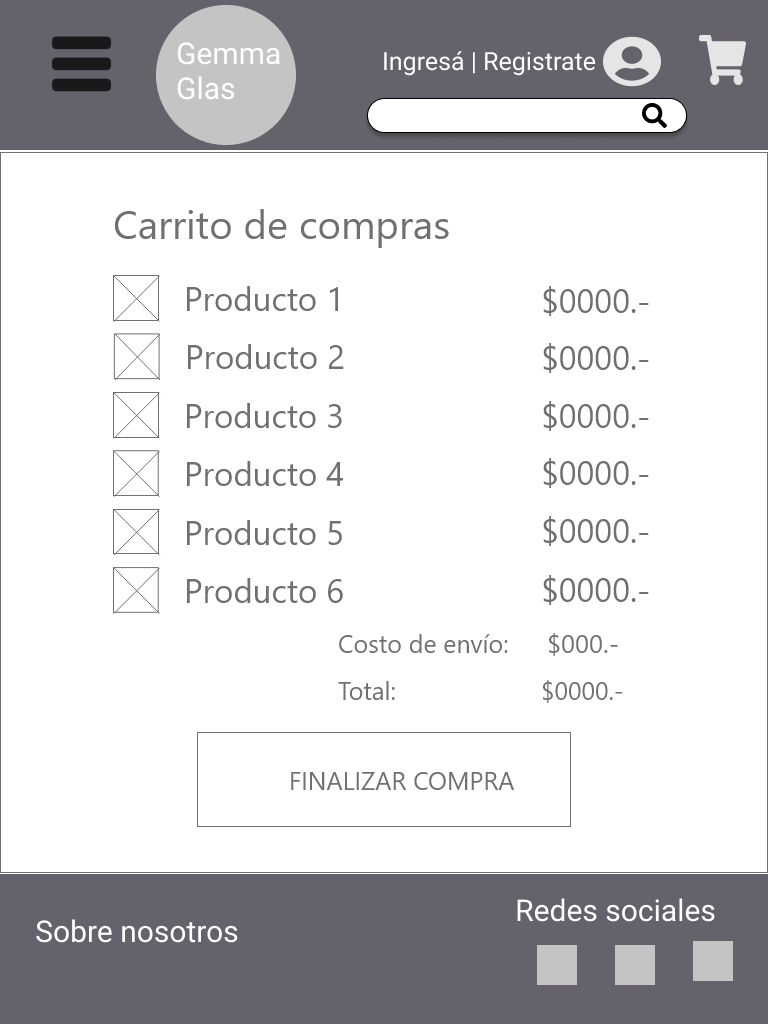 Gemma
Glas
Ingresá | Registrate
Carrito de compras
Producto 1 $0000.-
Producto 2 $0000.-
Producto 3 $0000.-
Producto 4 $0000.-
Producto 5 $0000.-
Producto 6 $0000.-
Costo de envío: $000.-
Total: $0000.-
FINALIZAR COMPRA
Sobre nosotros
Redes sociales